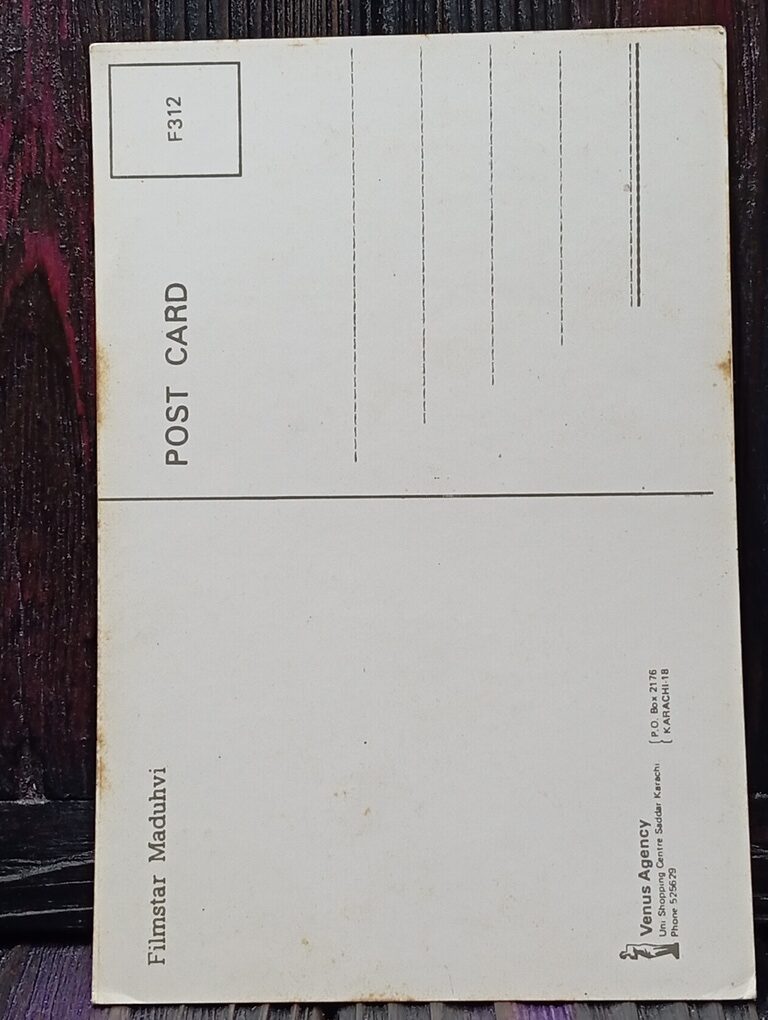 Filmstar Maduhvi
POST CARD
F312
Venus Agency
Uni Shopping Centre Saddar Karachi
Phone 525629
P.O. Box 2176
KARACHI-18